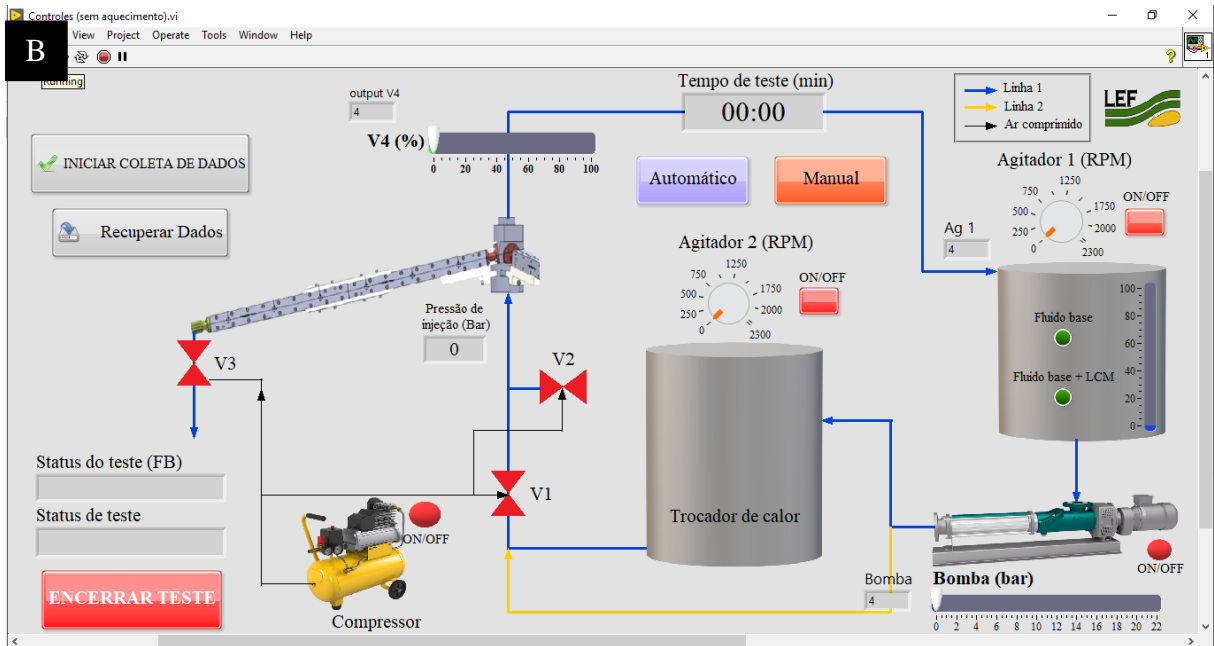 Controles (sem aquecimento).vi
B
View Project Operate Tools Window Help
Running
1
output V4
4
V4 (%)
0 20 40 60 80 100
Tempo de teste (min)
00:00
Linha 1
Linha 2
Ar comprimido
LEF
INICIAR COLETA DE DADOS
Recuperar Dados
Automático
Manual
Agitador 1 (RPM)
0 250 500 750 1250 1750 2000 2300
ON/OFF
Ag 1
4
Agitador 2 (RPM)
0 250 500 750 1250 1750 2000 2300
ON/OFF
Pressão de
injeção (Bar)
0
V3
V2
V1
Fluido base
Fluido base + LCM
100
80
60
40
20
0
Status do teste (FB)
Status de teste
ENCERRAR TESTE
ON/OFF
Compressor
Trocador de calor
Bomba
4
ON/OFF
Bomba (bar)
0 2 4 6 8 10 12 14 16 18 20 22